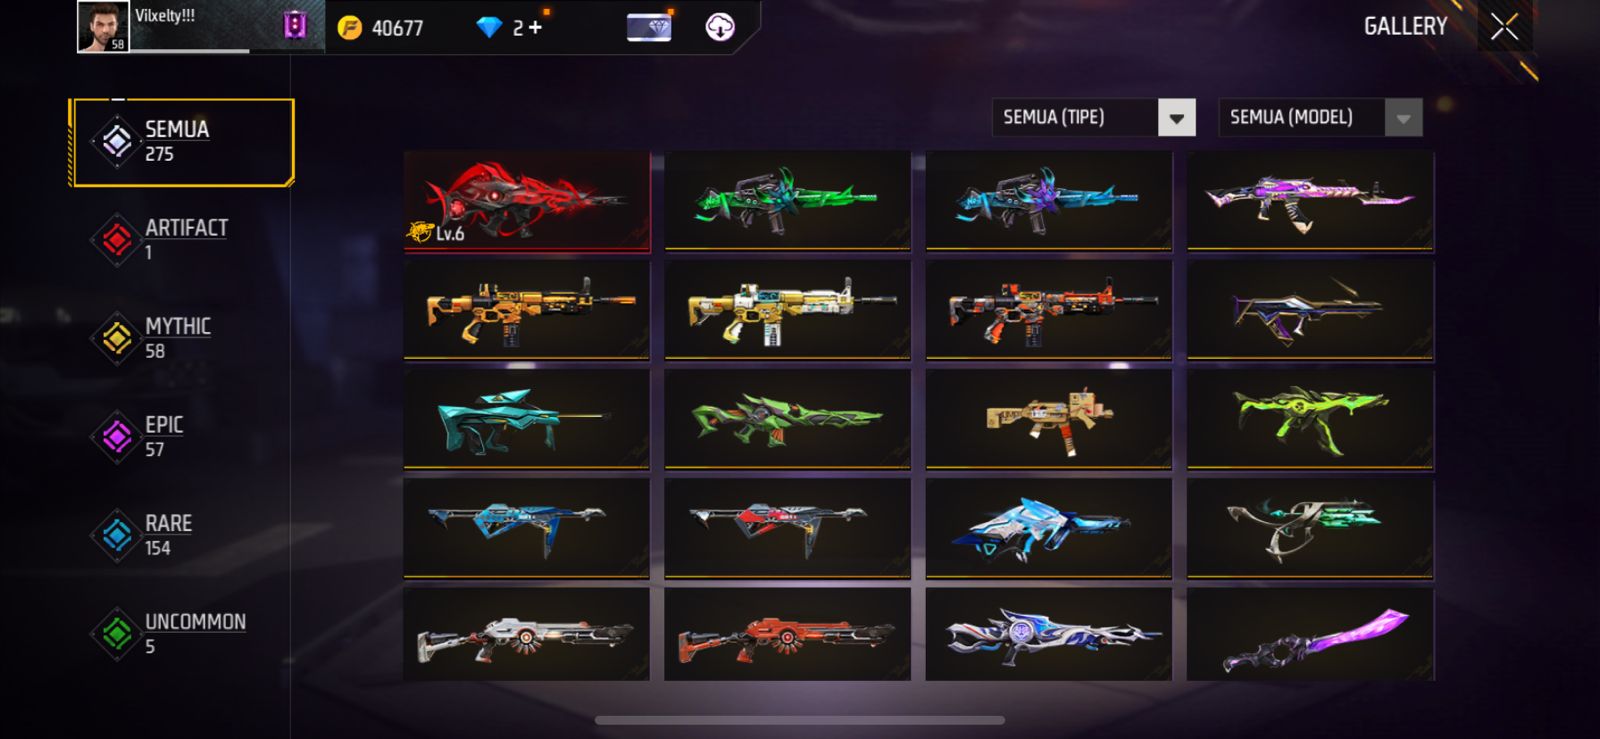 Vilxelty!!!
58
40677
2+
GALLERY
SEMUA
275
SEMUA (TIPE)
SEMUA (MODEL)
ARTIFACT
1
Lv.6
MYTHIC
58
EPIC
57
RARE
154
UNCOMMON
5